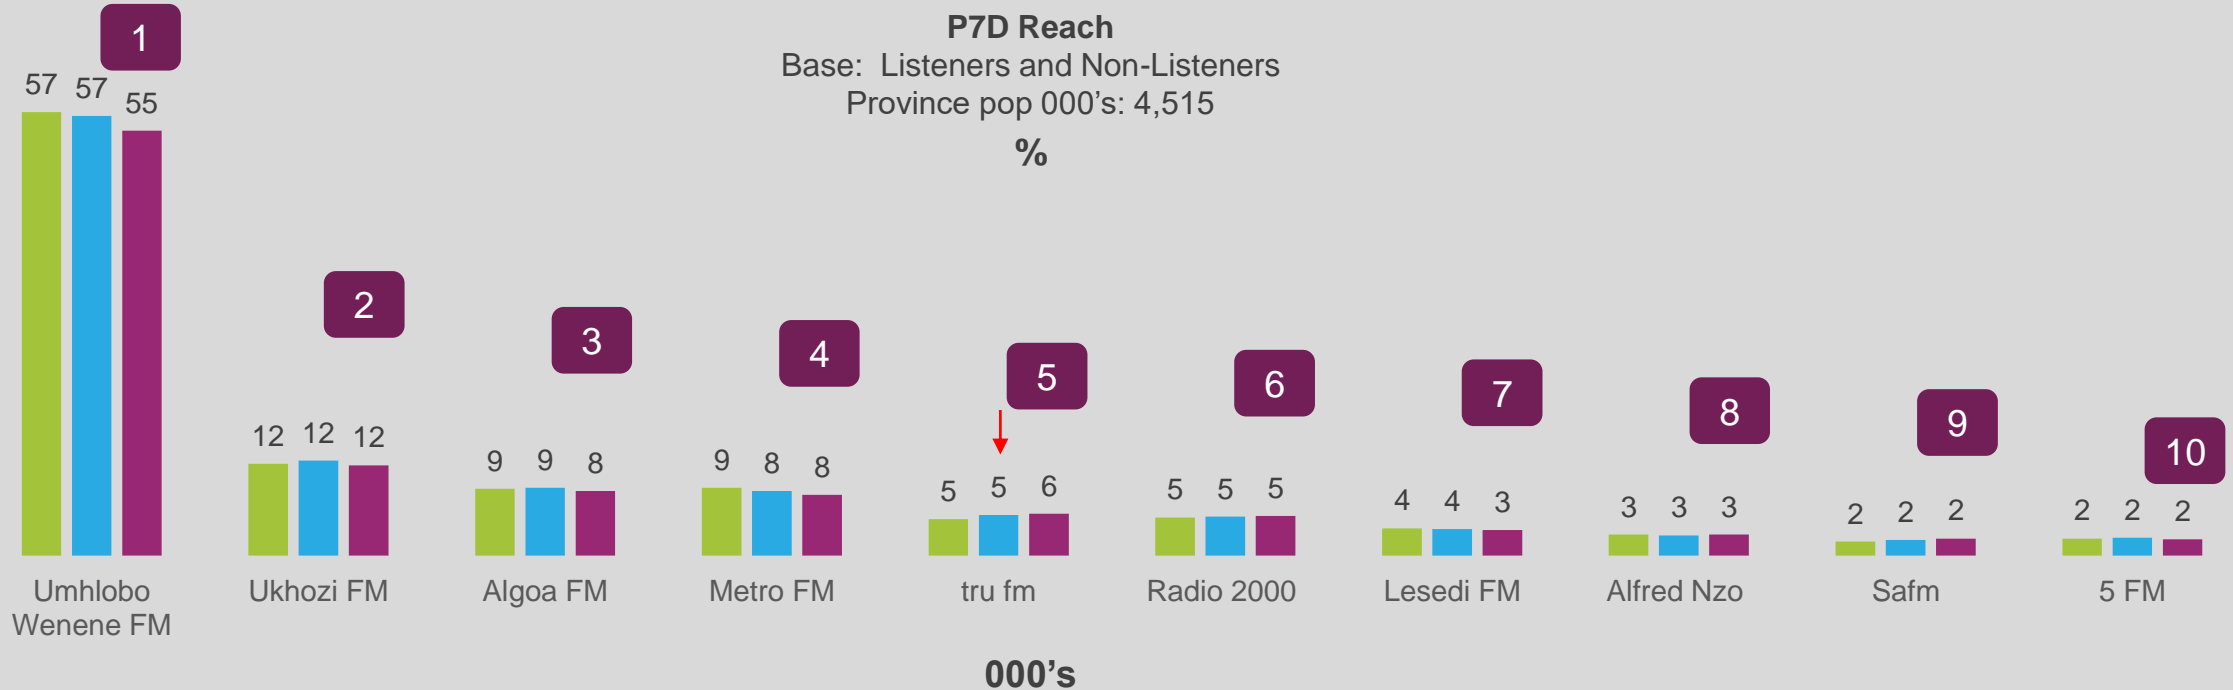 P7D Reach
Base:  Listeners and Non-Listeners
Province pop 000’s: 4,515
%
1
57 57 55
2
12 12 12
3
9 9 8
4
9 8 8
5
5 5 6
6
5 5 5
7
4 4 3
8
3 3 3
9
2 2 2
10
2 2 2
Umhlobo
Wenene FM
Ukhozi FM
Algoa FM
Metro FM
tru fm
Radio 2000
Lesedi FM
Alfred Nzo
Safm
5 FM
000’s